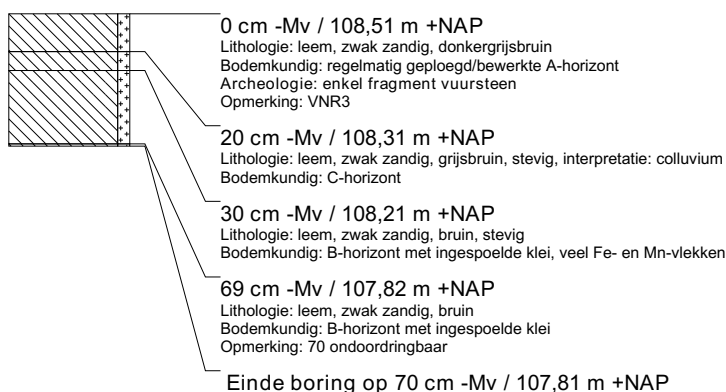 0 cm -Mv / 108,51 m +NAP
Lithologie: leem, zwak zandig, donkergrijsbruin
Bodemkundig: regelmatig geploegd/bewerkte A-horizont
Archeologie: enkel fragment vuursteen
Opmerking: VNR3
20 cm -Mv / 108,31 m +NAP
Lithologie: leem, zwak zandig, grijsbruin, stevig, interpretatie: colluvium
Bodemkundig: C-horizont
30 cm -Mv / 108,21 m +NAP
Lithologie: leem, zwak zandig, bruin, stevig
Bodemkundig: B-horizont met ingespoelde klei, veel Fe- en Mn-vlekken
69 cm -Mv / 107,82 m +NAP
Lithologie: leem, zwak zandig, bruin
Bodemkundig: B-horizont met ingespoelde klei
Opmerking: 70 ondoordringbaar
Einde boring op 70 cm -Mv / 107,81 m +NAP